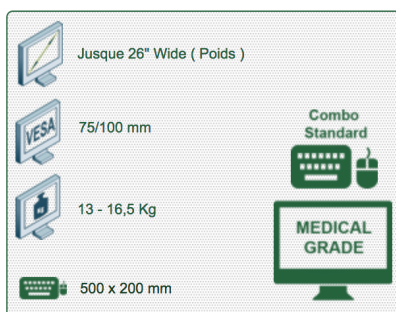 Jusque 26" Wide ( Poids )
VESA
75/100 mm
Combo
Standard
KG
13 - 16,5 Kg
MEDICAL
GRADE
500 x 200 mm